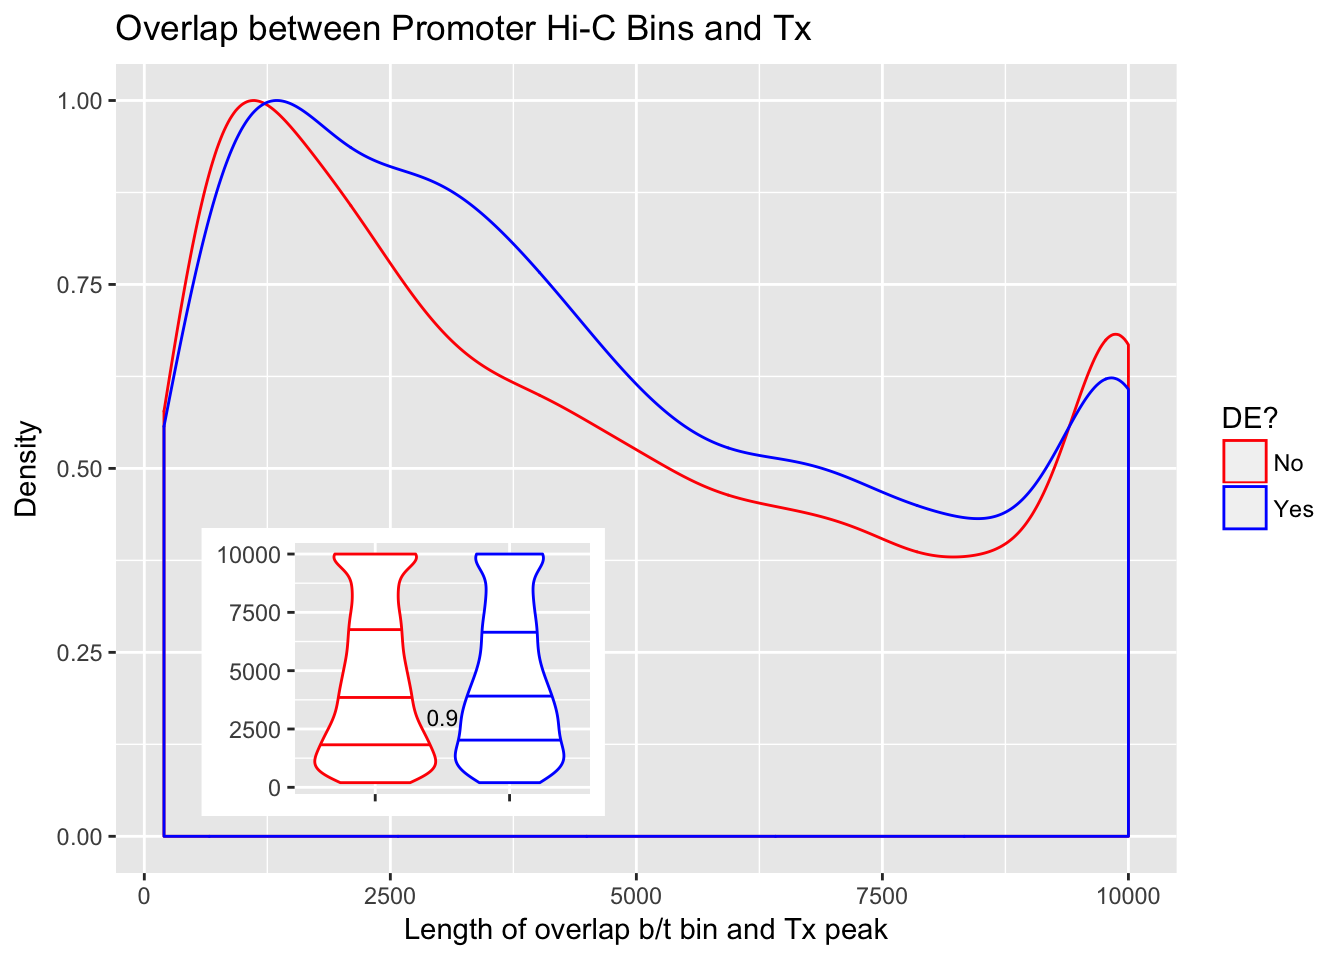 Overlap between Promoter Hi-C Bins and Tx
Density
1.00
0.75
0.50
0.25
0.00
10000
7500
5000
2500
0
0.9
0
2500
5000
7500
10000
Length of overlap b/t bin and Tx peak
DE?
No
Yes